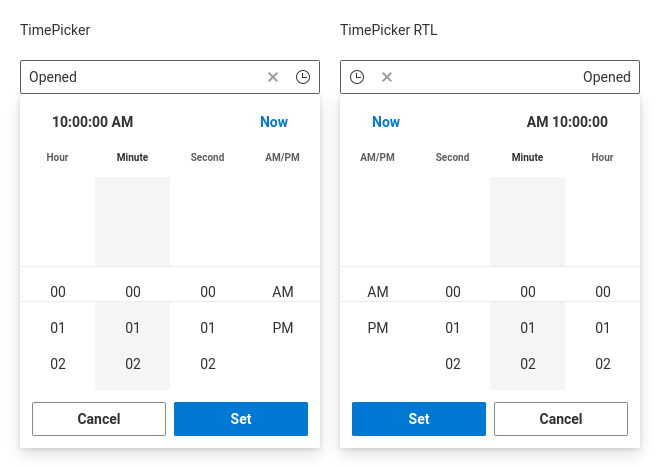 TimePicker
Opened
10:00:00 AM Now
Hour Minute Second AM/PM
00 00 00 AM
01 01 01 PM
02 02 02
Cancel Set
TimePicker RTL
Opened
Now AM 10:00:00
AM/PM Second Minute Hour
AM 00 00 00
PM 01 01 01
02 02 02
Set Cancel